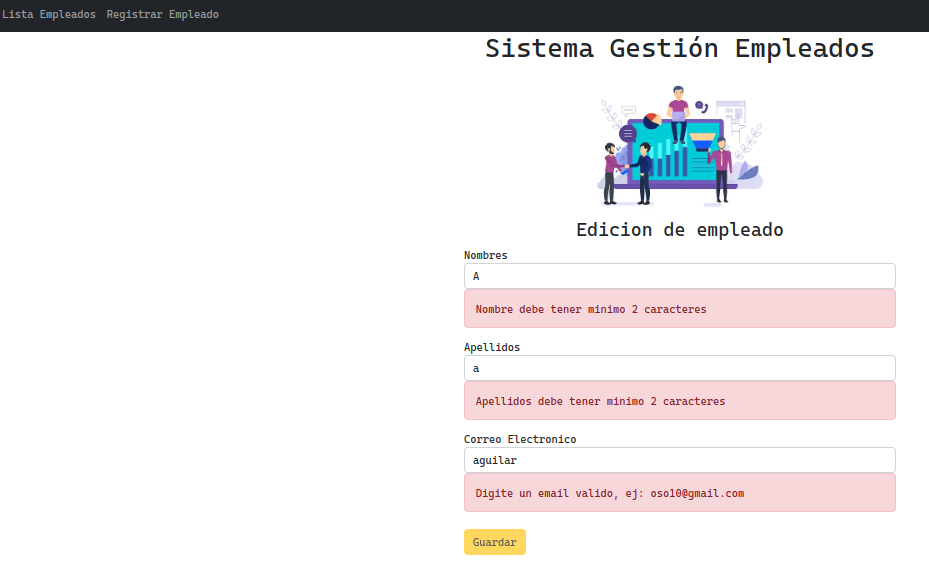 Lista Empleados Registrar Empleado
Sistema Gestión Empleados
Edicion de empleado
Nombres
A
Nombre debe tener minimo 2 caracteres
Apellidos
a
Apellidos debe tener minimo 2 caracteres
Correo Electronico
aguilar
Digite un email valido, ej: oso10@gmail.com
Guardar